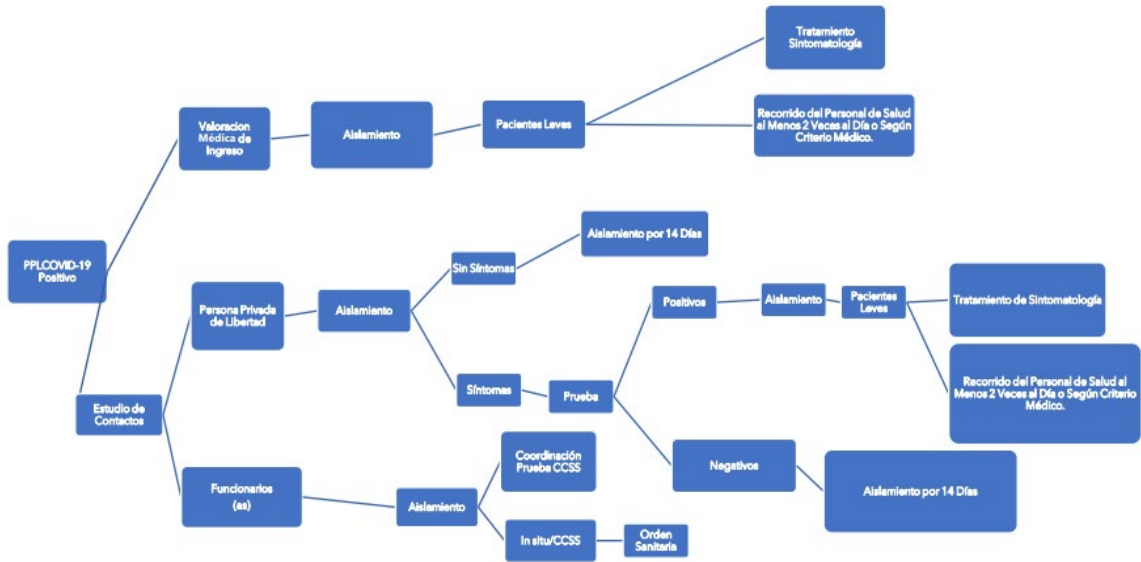 Tratamiento
Sintomatología
Valoracion
Médica de
Ingreso
Aislamiento
Pacientes Leves
Recorrido del Personal de Salud
al Menos 2 Veces al Día o Según
Criterio Médico.
PPLCOVID-19
Positivo
Aislamiento por 14 Días
Sin Síntomas
Persona Privada
de Libertad
Aislamiento
Positivos
Aislamiento
Pacientes
Leves
Tratamiento de Sintomatología
Síntomas
Prueba
Recorrido del Personal de Salud al
Menos 2 Veces al Día o Según Criterio
Médico.
Estudio de
Contactos
Coordinación
Prueba CCSS
Negativos
Aislamiento por 14 Días
Funcionarios
(as)
Aislamiento
In situ/CCSS
Orden
Sanitaria